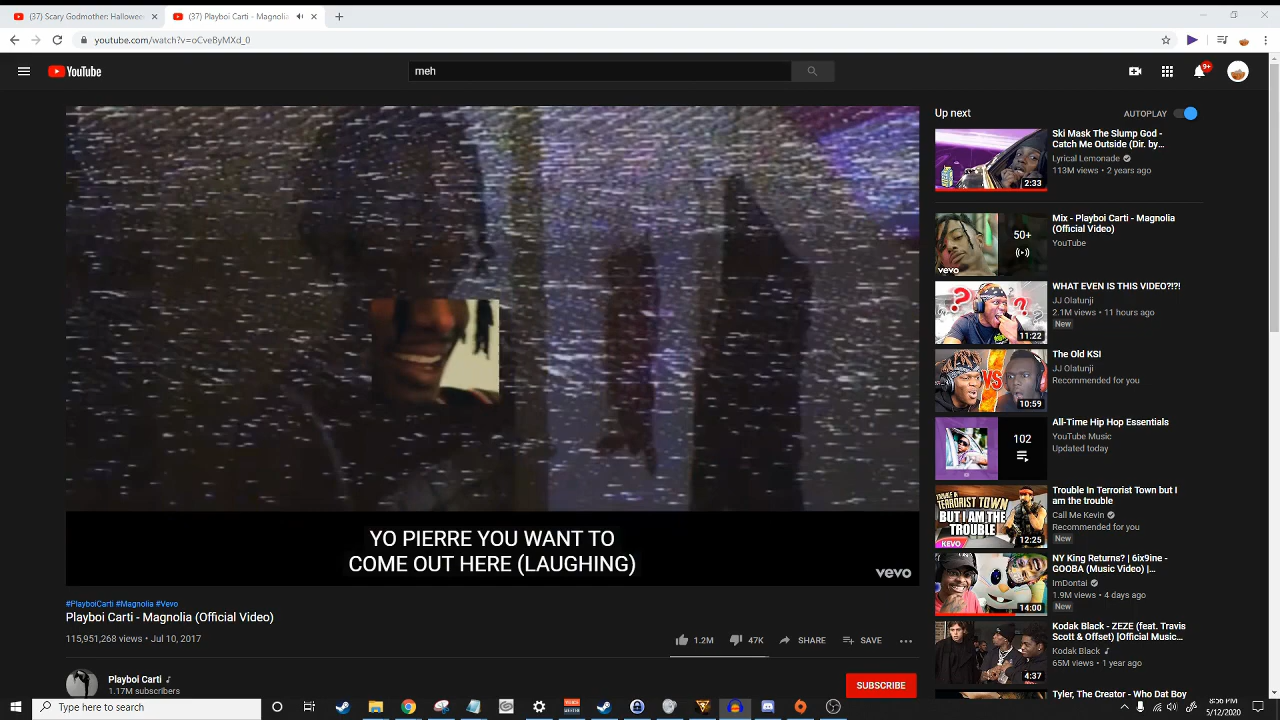 (37) Scary Godmother: Hallowee
(37) Playboi Carti - Magnolia
youtube.com/watch?v=oCveByMXd_0
YouTube
meh
9+
YO PIERRE YOU WANT TO
COME OUT HERE (LAUGHING)
vevo
#PlayboiCarti #Magnolia #Vevo
Playboi Carti - Magnolia (Official Video)
115,951,268 views • Jul 10, 2017
1.2M
47K
SHARE
SAVE
Playboi Carti
1.17M subscribers
SUBSCRIBE
Up next
AUTOPLAY
2:33
Ski Mask The Slump God -
Catch Me Outside (Dir. by...
Lyrical Lemonade
113M views • 2 years ago
vevo
50+
Mix - Playboi Carti - Magnolia
(Official Video)
YouTube
11:22
WHAT EVEN IS THIS VIDEO?!?!
JJ Olatunji
2.1M views • 11 hours ago
New
VS
10:59
The Old KSI
JJ Olatunji
Recommended for you
102
All-Time Hip Hop Essentials
YouTube Music
Updated today
TERRORIST TOWN
BUT I AM THE
TROUBLE
KEVO
12:25
Trouble In Terrorist Town but I
am the trouble
Call Me Kevin
Recommended for you
New
14:00
NY King Returns? | 6ix9ine -
GOOBA (Music Video) |...
ImDontai
1.9M views • 4 days ago
New
4:37
Kodak Black - ZEZE (feat. Travis
Scott & Offset) [Official Music...
Kodak Black
65M views • 1 year ago
Tyler, The Creator - Who Dat Boy
Type here to search
8:56 PM
5/12/2020